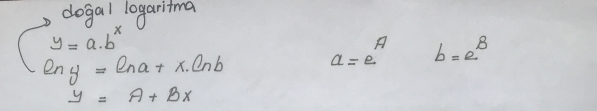 doğal logaritma
y = a.b^x
ln y = ln a + x.ln b    a = e^A    b = e^B
y = A + Bx